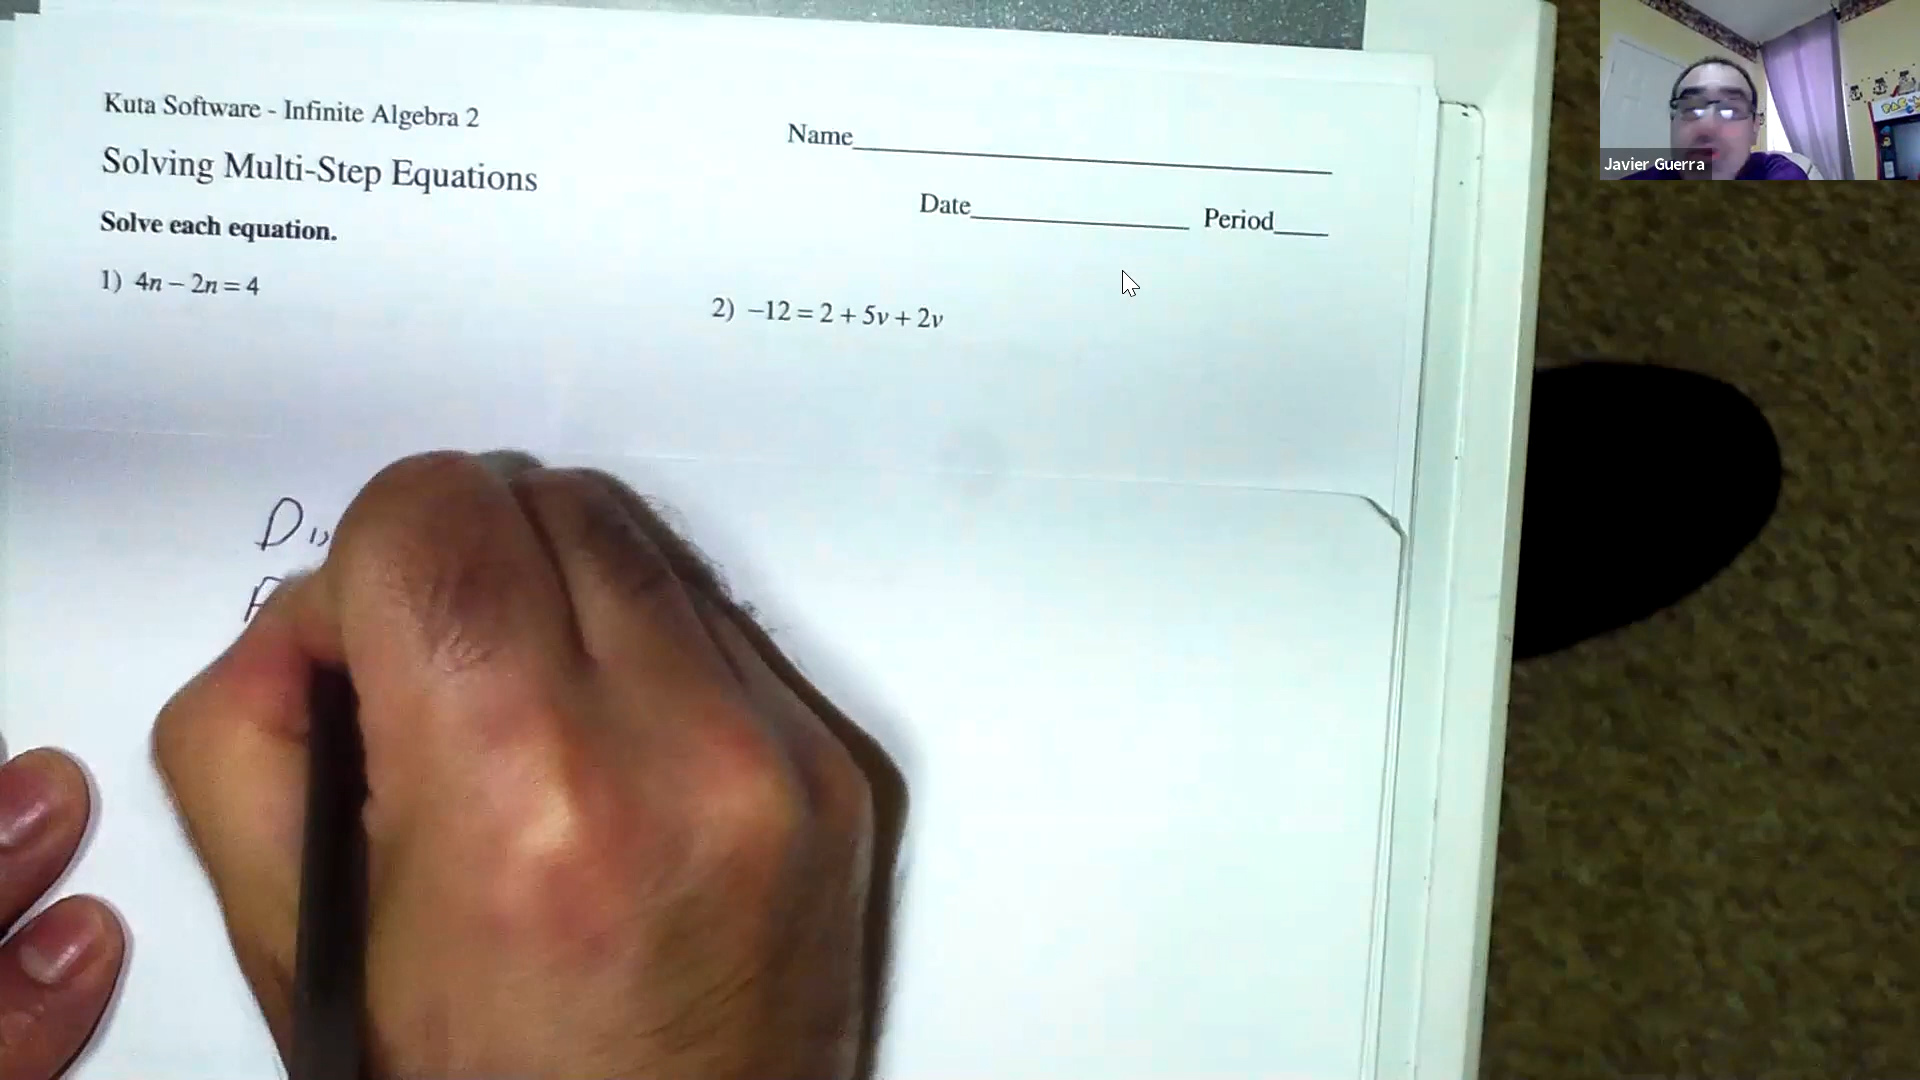 Kuta Software - Infinite Algebra 2
Name
Solving Multi-Step Equations
Date Period
Solve each equation.
1) 4n − 2n = 4
2) −12 = 2 + 5v + 2v
Javier Guerra